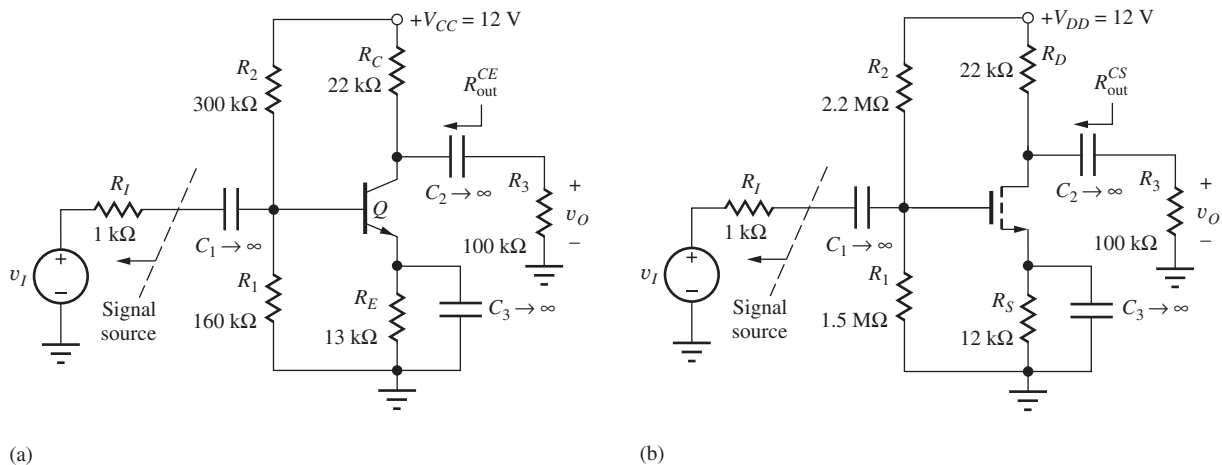 +V_CC = 12 V
R_C
22 kΩ
R_2
300 kΩ
R_out^CE
C_2 → ∞
R_3
100 kΩ
+
v_O
−
Q
R_I
1 kΩ
C_1 → ∞
v_I
+
−
Signal
source
R_1
160 kΩ
R_E
13 kΩ
C_3 → ∞
(a)
+V_DD = 12 V
R_D
22 kΩ
R_2
2.2 MΩ
R_out^CS
C_2 → ∞
R_3
100 kΩ
+
v_O
−
R_I
1 kΩ
C_1 → ∞
v_I
+
−
Signal
source
R_1
1.5 MΩ
R_S
12 kΩ
C_3 → ∞
(b)